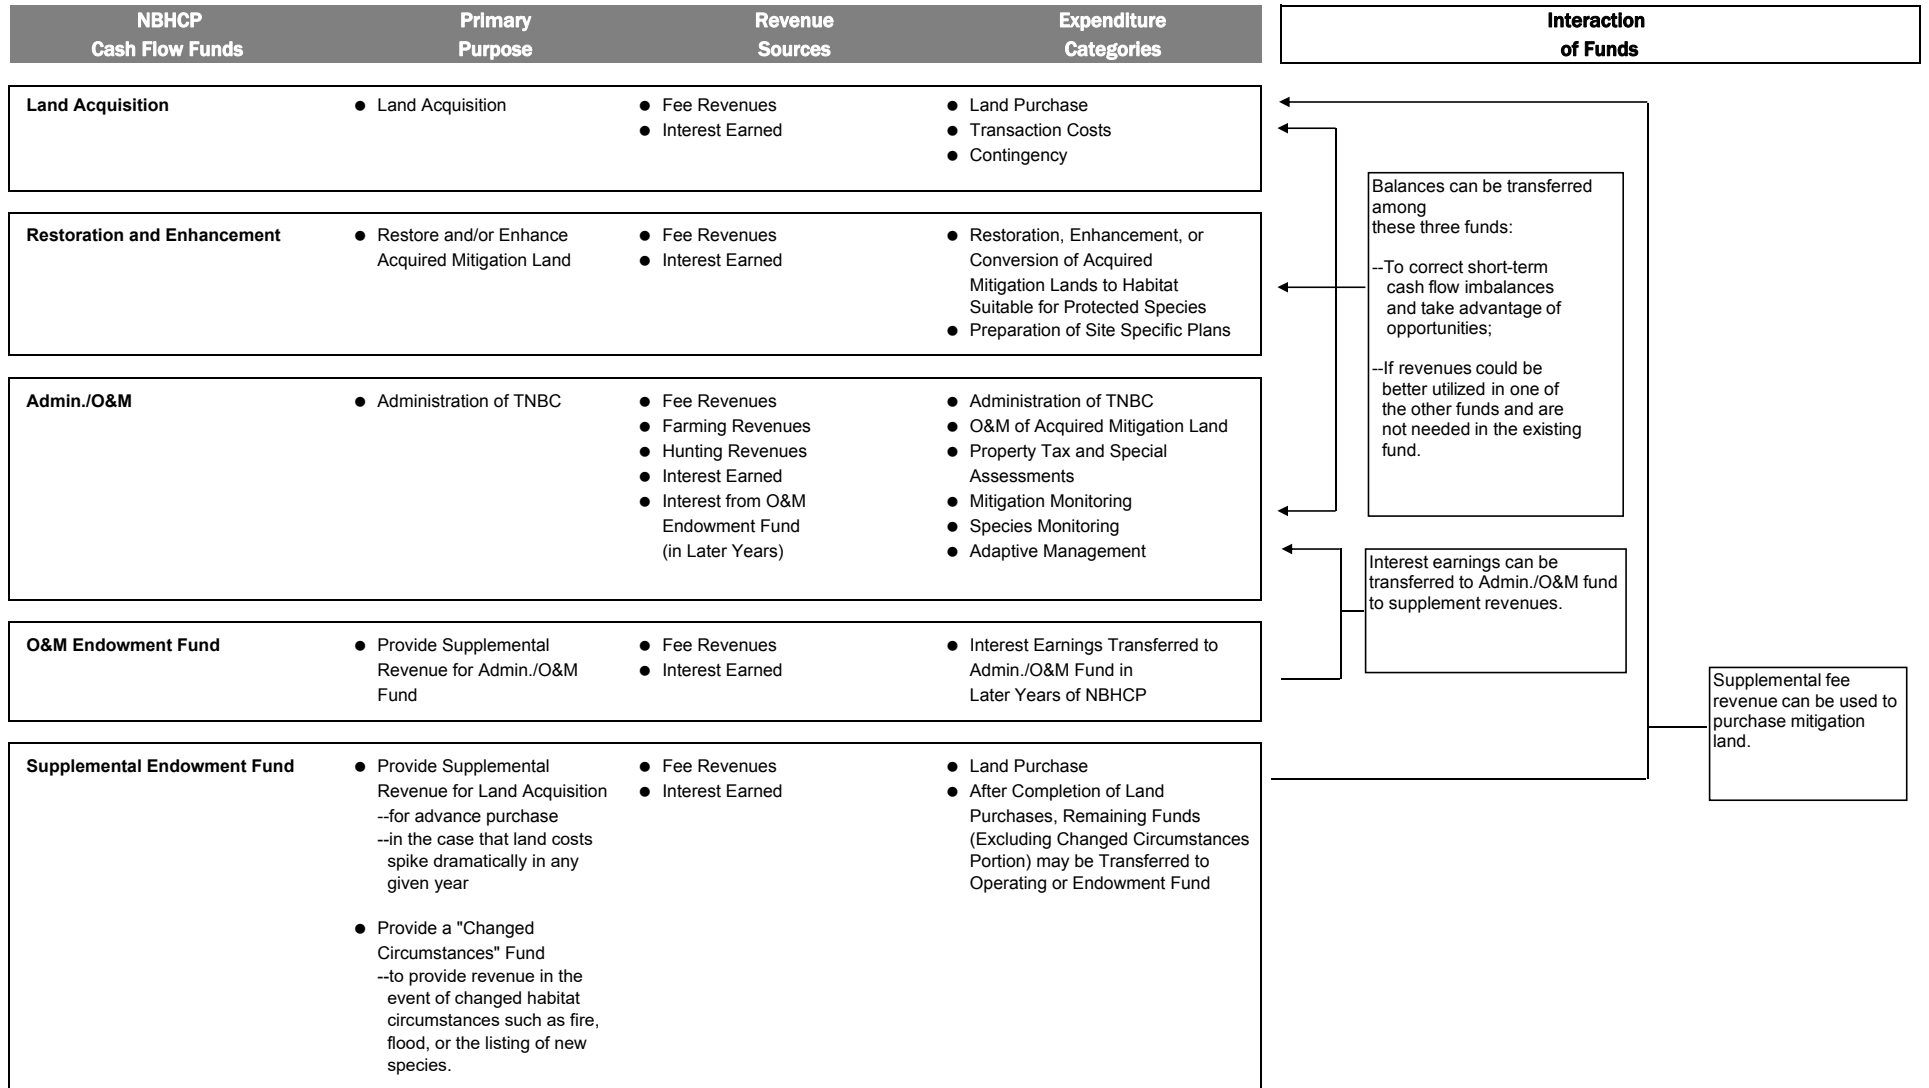 NBHCP
Cash Flow Funds
Primary
Purpose
Revenue
Sources
Expenditure
Categories
Interaction
of Funds
Land Acquisition
● Land Acquisition
● Fee Revenues
● Interest Earned
● Land Purchase
● Transaction Costs
● Contingency
Restoration and Enhancement
● Restore and/or Enhance
Acquired Mitigation Land
● Fee Revenues
● Interest Earned
● Restoration, Enhancement, or
Conversion of Acquired
Mitigation Lands to Habitat
Suitable for Protected Species
● Preparation of Site Specific Plans
Balances can be transferred
among
these three funds:
--To correct short-term
cash flow imbalances
and take advantage of
opportunities;
--If revenues could be
better utilized in one of
the other funds and are
not needed in the existing
fund.
Admin./O&M
● Administration of TNBC
● Fee Revenues
● Farming Revenues
● Hunting Revenues
● Interest Earned
● Interest from O&M
Endowment Fund
(in Later Years)
● Administration of TNBC
● O&M of Acquired Mitigation Land
● Property Tax and Special
Assessments
● Mitigation Monitoring
● Species Monitoring
● Adaptive Management
Interest earnings can be
transferred to Admin./O&M fund
to supplement revenues.
O&M Endowment Fund
● Provide Supplemental
Revenue for Admin./O&M
Fund
● Fee Revenues
● Interest Earned
● Interest Earnings Transferred to
Admin./O&M Fund in
Later Years of NBHCP
Supplemental fee
revenue can be used to
purchase mitigation
land.
Supplemental Endowment Fund
● Provide Supplemental
Revenue for Land Acquisition
--for advance purchase
--in the case that land costs
spike dramatically in any
given year
● Provide a "Changed
Circumstances" Fund
--to provide revenue in the
event of changed habitat
circumstances such as fire,
flood, or the listing of new
species.
● Fee Revenues
● Interest Earned
● Land Purchase
● After Completion of Land
Purchases, Remaining Funds
(Excluding Changed Circumstances
Portion) may be Transferred to
Operating or Endowment Fund